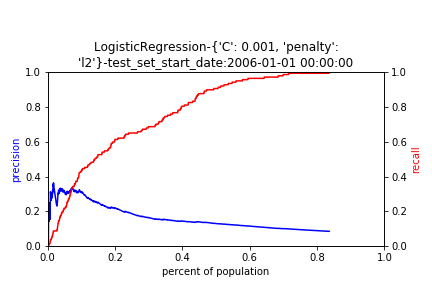 LogisticRegression-{'C': 0.001, 'penalty':
'l2'}-test_set_start_date:2006-01-01 00:00:00
1.0
0.8
0.6
0.4
0.2
0.0
precision
1.0
0.8
0.6
0.4
0.2
0.0
recall
0.0 0.2 0.4 0.6 0.8 1.0
percent of population